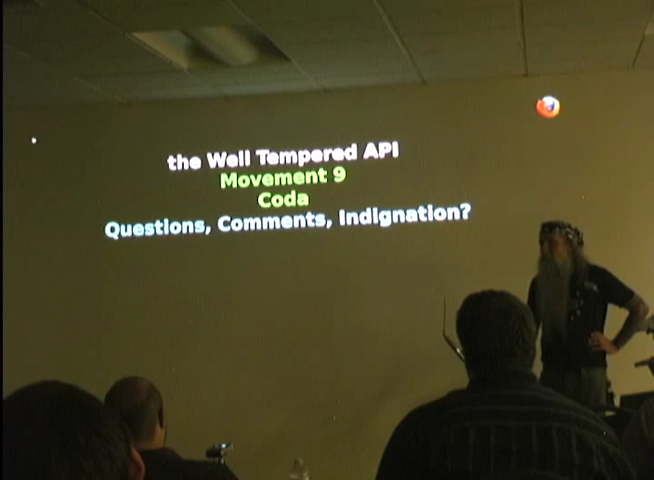 the Well Tempered API
Movement 9
Coda
Questions, Comments, Indignation?